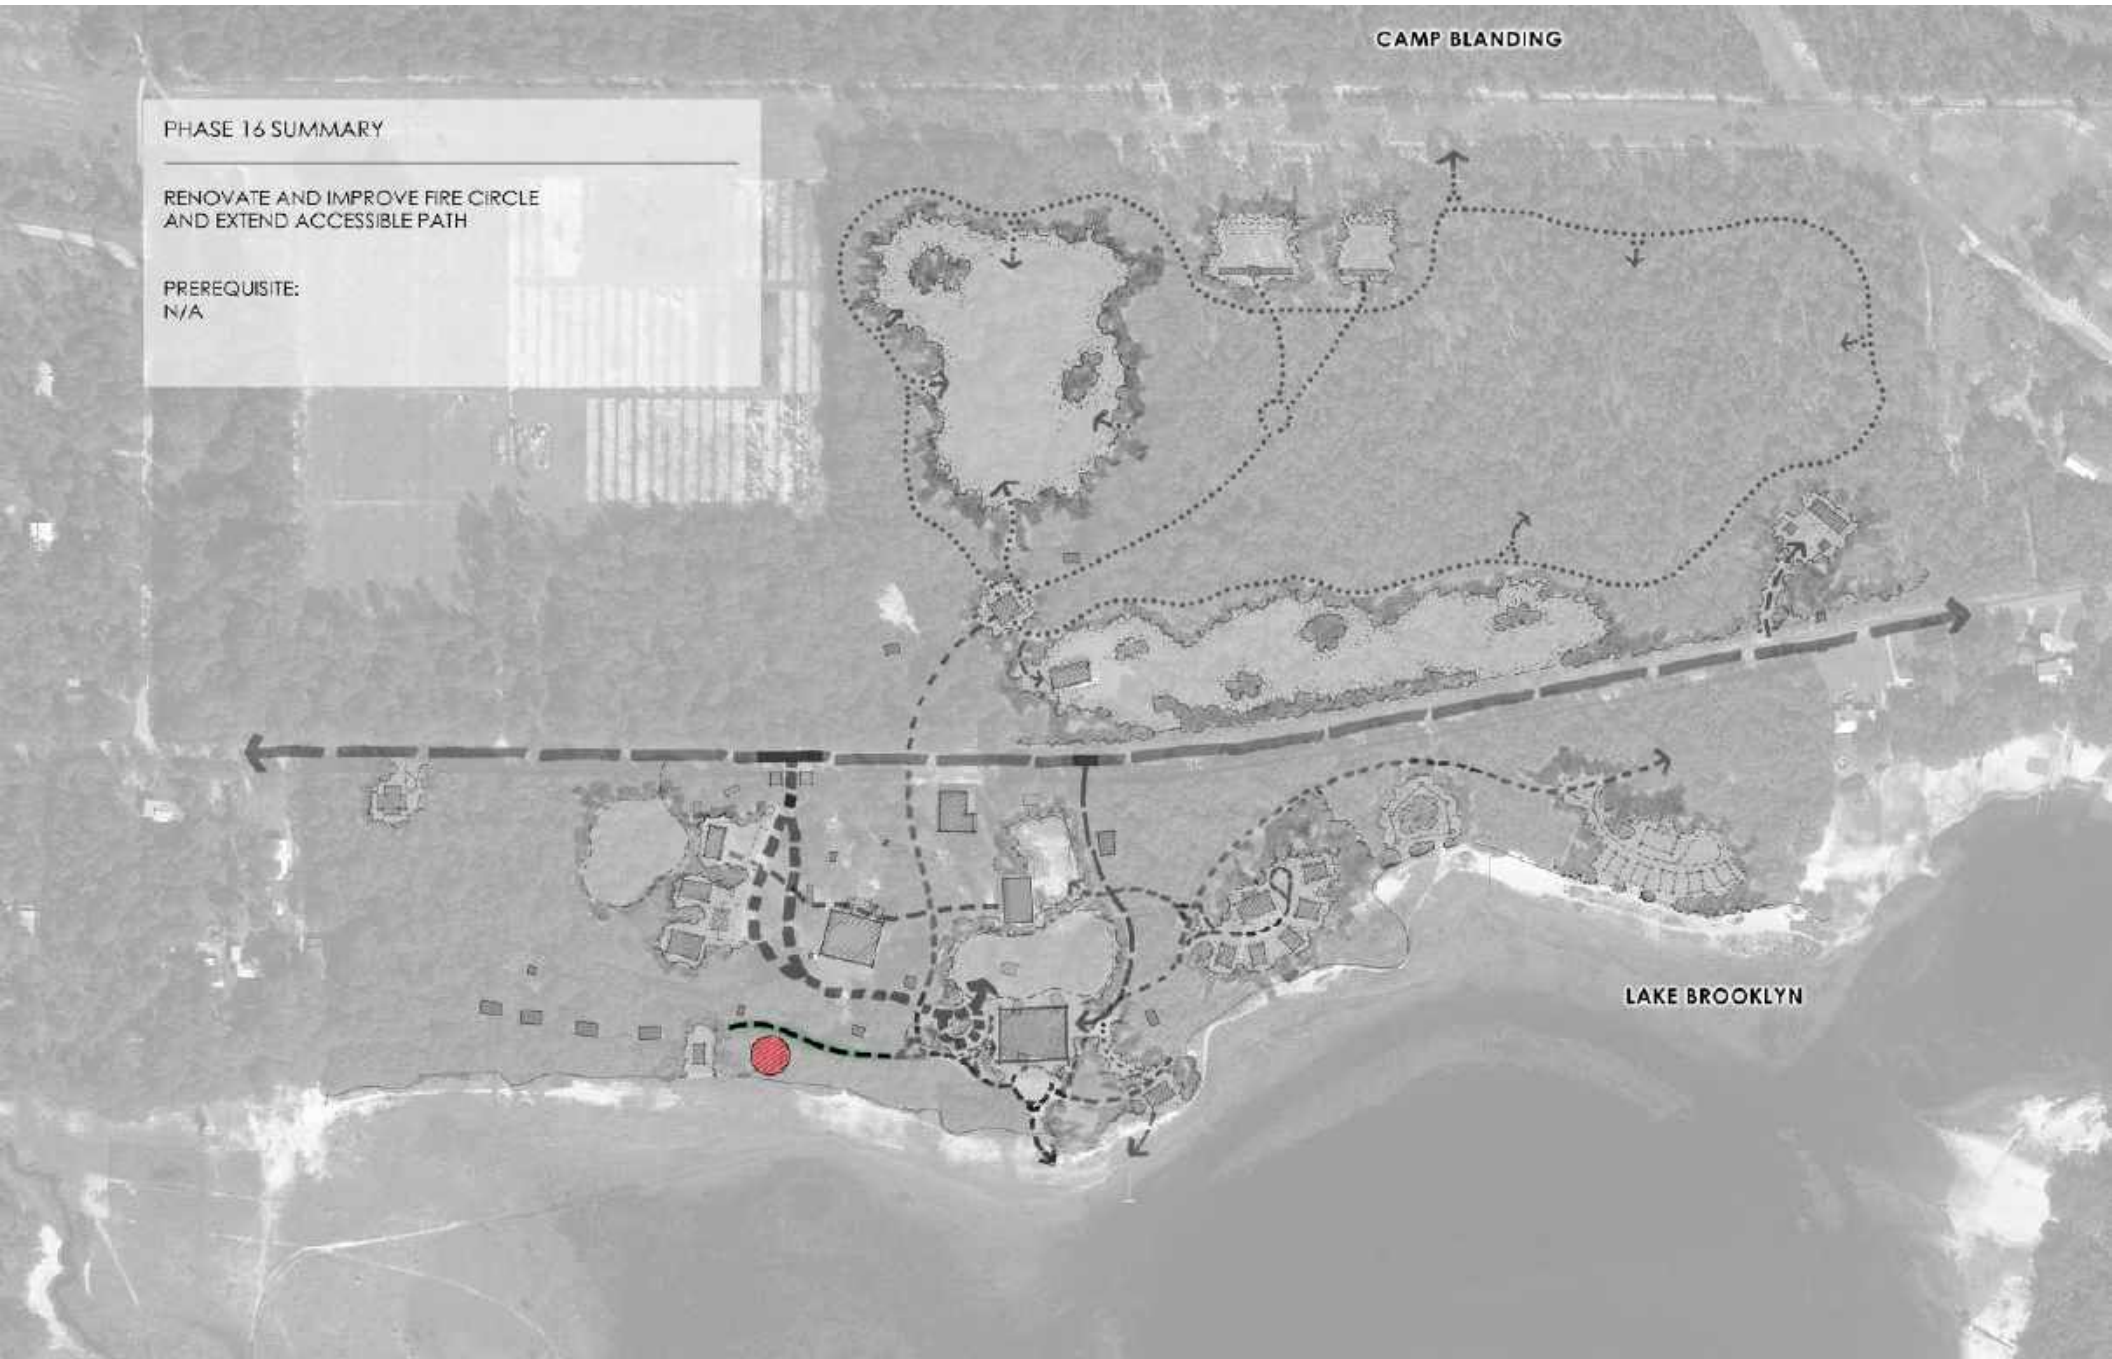 CAMP BLANDING
PHASE 16 SUMMARY
RENOVATE AND IMPROVE FIRE CIRCLE
AND EXTEND ACCESSIBLE PATH
PREREQUISITE:
N/A
LAKE BROOKLYN